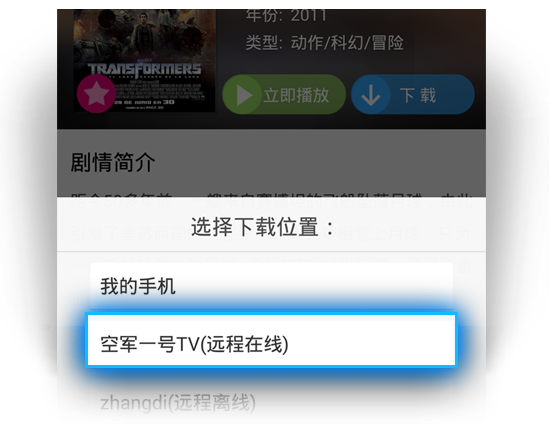 年份: 2011
类型: 动作/科幻/冒险
TRANSFORMERS
立即播放
下载
剧情简介
选择下载位置：
我的手机
空军一号TV(远程在线)
zhangdi(远程离线)